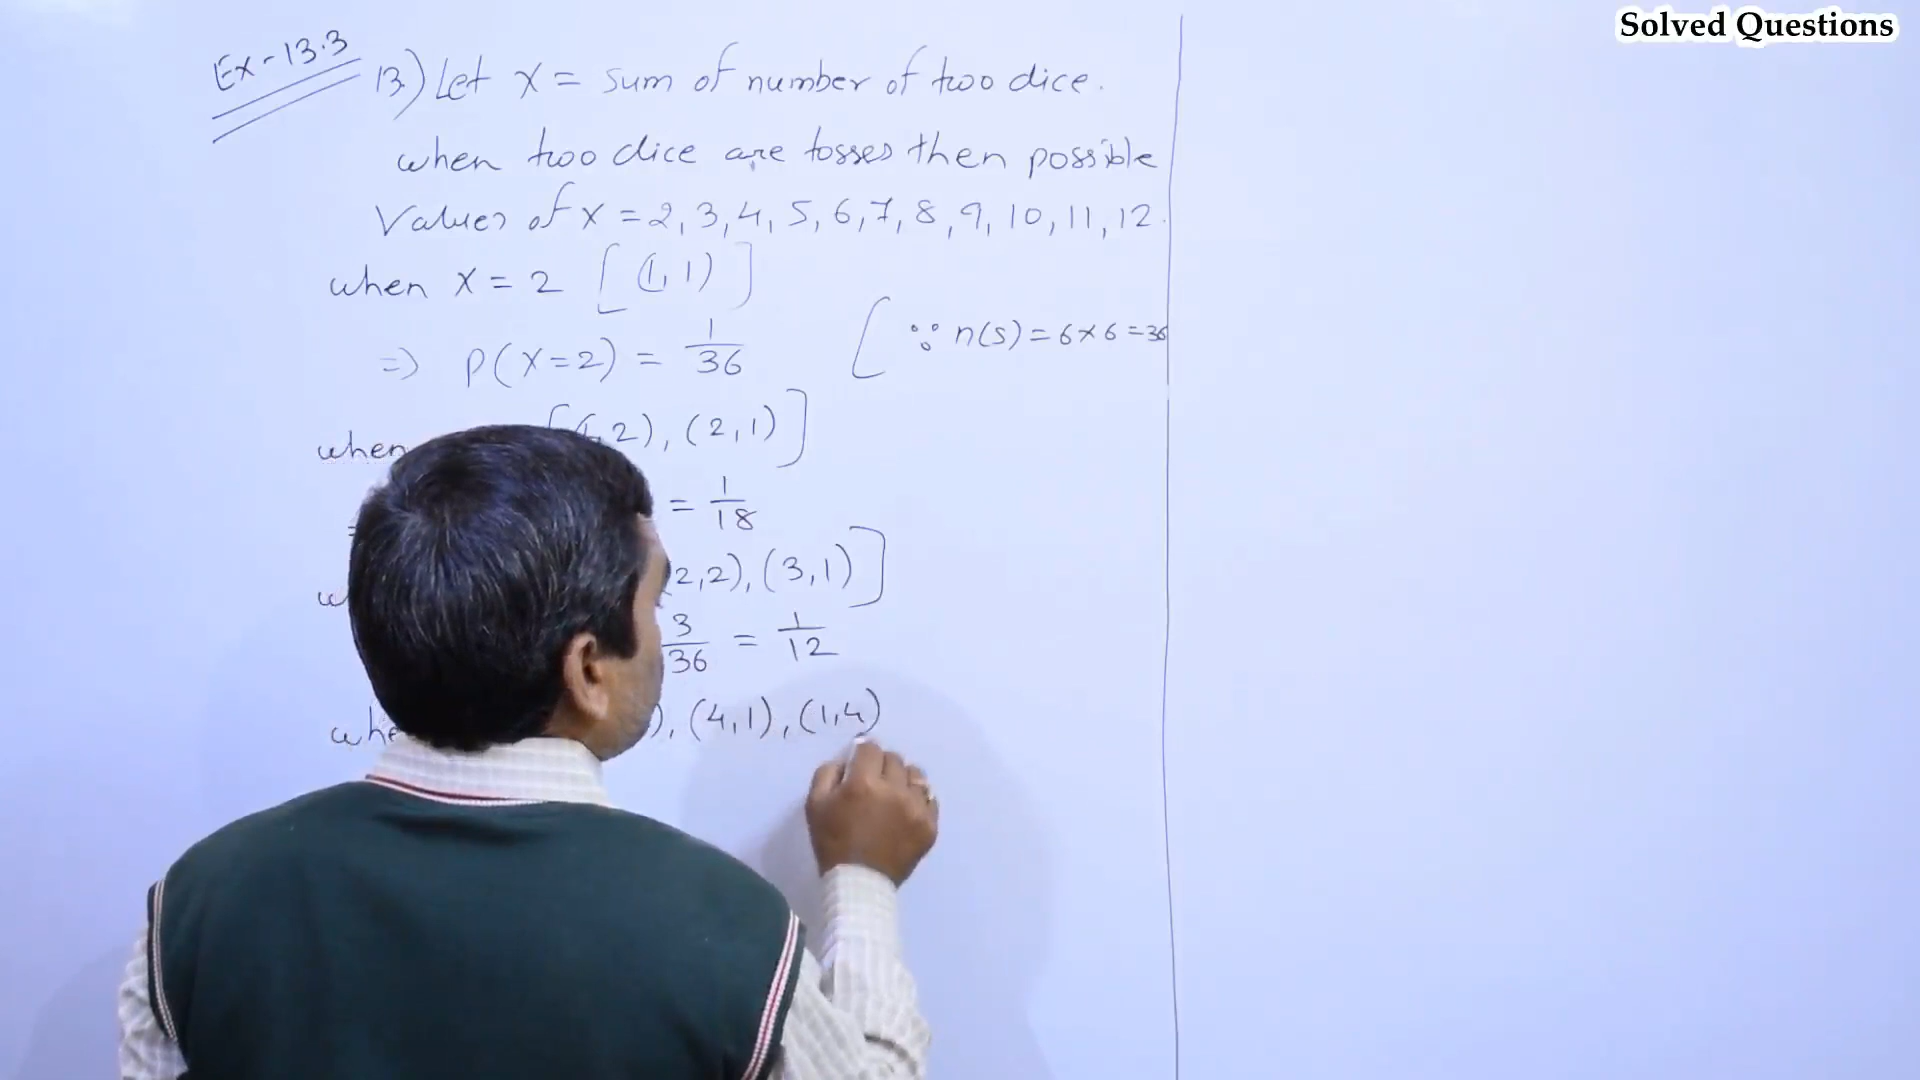 Solved Questions
Ex-13.3
13.) Let X = sum of number of two dice.
when two dice are tosses then possible
Values of X = 2, 3, 4, 5, 6, 7, 8, 9, 10, 11, 12.
when X = 2 [(1, 1)]
[∵ n(s) = 6×6 = 36
=> P(X=2) = 1/36
when [(1,2), (2,1)]
= 1/18
2,2), (3,1)]
3/36 = 1/12
whe ), (4,1), (1,4)